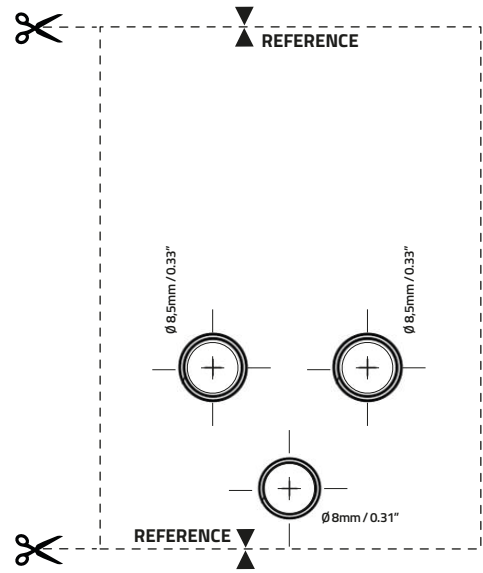 REFERENCE
Ø 8,5mm / 0.33”
Ø 8,5mm / 0.33”
Ø 8mm / 0.31”
REFERENCE